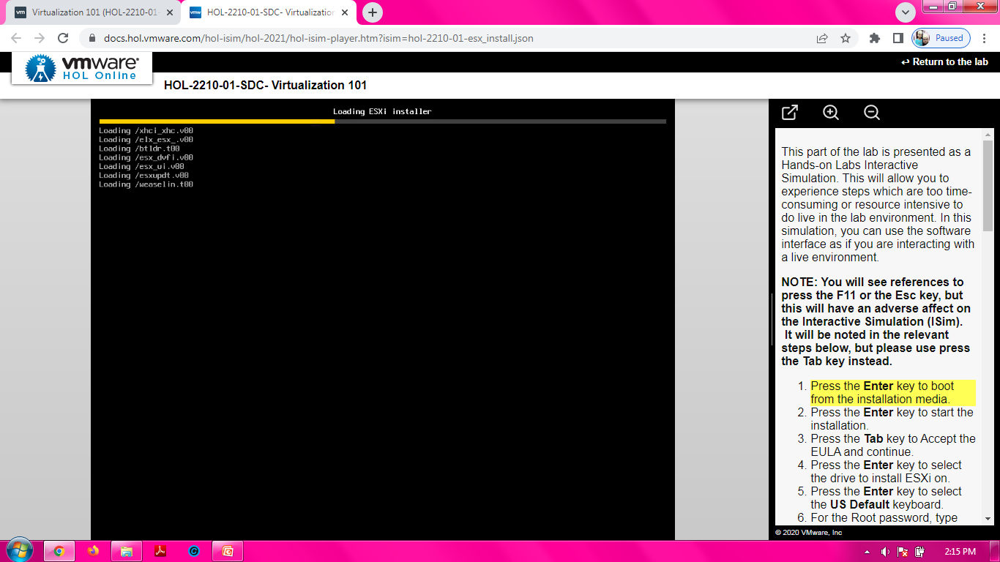 Virtualization 101 (HOL-2210-01-
HOL-2210-01-SDC- Virtualization
docs.hol.vmware.com/hol-isim/hol-2021/hol-isim-player.htm?isim=hol-2210-01-esx_install.json
Paused
vmware
HOL Online
Return to the lab
HOL-2210-01-SDC- Virtualization 101
Loading ESXi installer
Loading /xhci_xhc.v00
Loading /elx_esx_.v00
Loading /btldr.t00
Loading /esx_dvfi.v00
Loading /esx_ui.v00
Loading /esxupdt.v00
Loading /weaselin.t00
This part of the lab is presented as a
Hands-on Labs Interactive
Simulation. This will allow you to
experience steps which are too time-
consuming or resource intensive to
do live in the lab environment. In this
simulation, you can use the software
interface as if you are interacting with
a live environment.
NOTE: You will see references to
press the F11 or the Esc key, but
this will have an adverse affect on
the Interactive Simulation (ISim).
It will be noted in the relevant
steps below, but please use press
the Tab key instead.
1. Press the Enter key to boot
from the installation media.
2. Press the Enter key to start the
installation.
3. Press the Tab key to Accept the
EULA and continue.
4. Press the Enter key to select
the drive to install ESXi on.
5. Press the Enter key to select
the US Default keyboard.
6. For the Root password, type
© 2020 VMware, Inc
2:15 PM